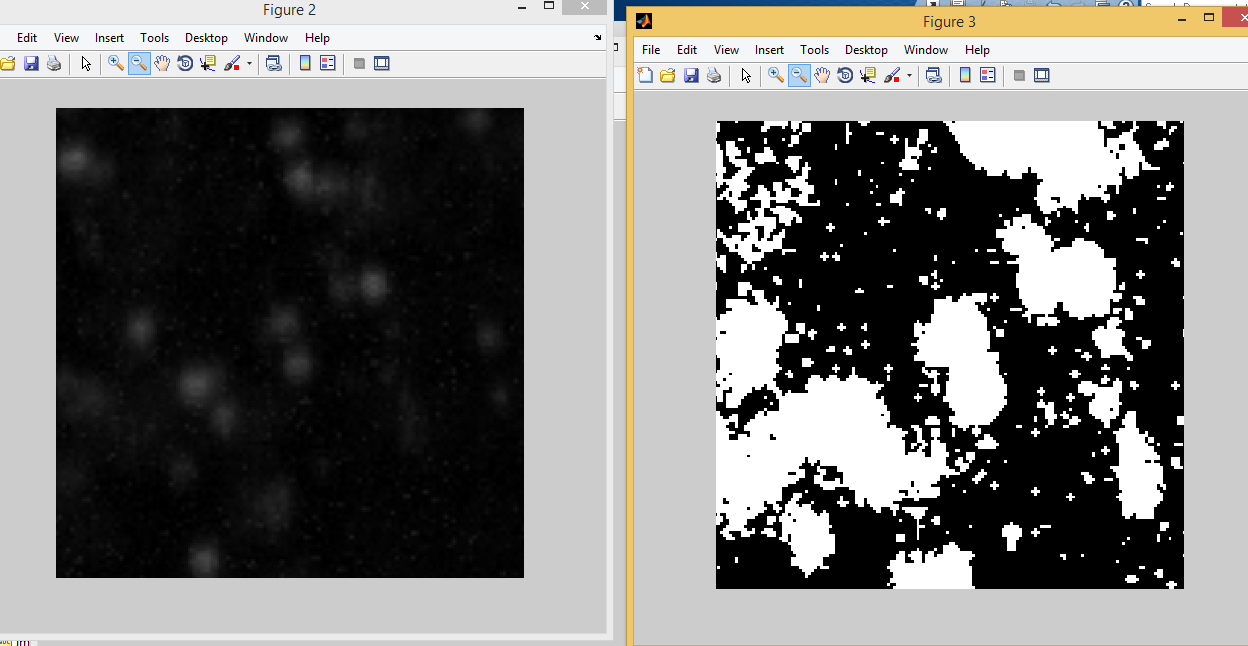 Figure 2
Edit View Insert Tools Desktop Window Help
Figure 3
File Edit View Insert Tools Desktop Window Help